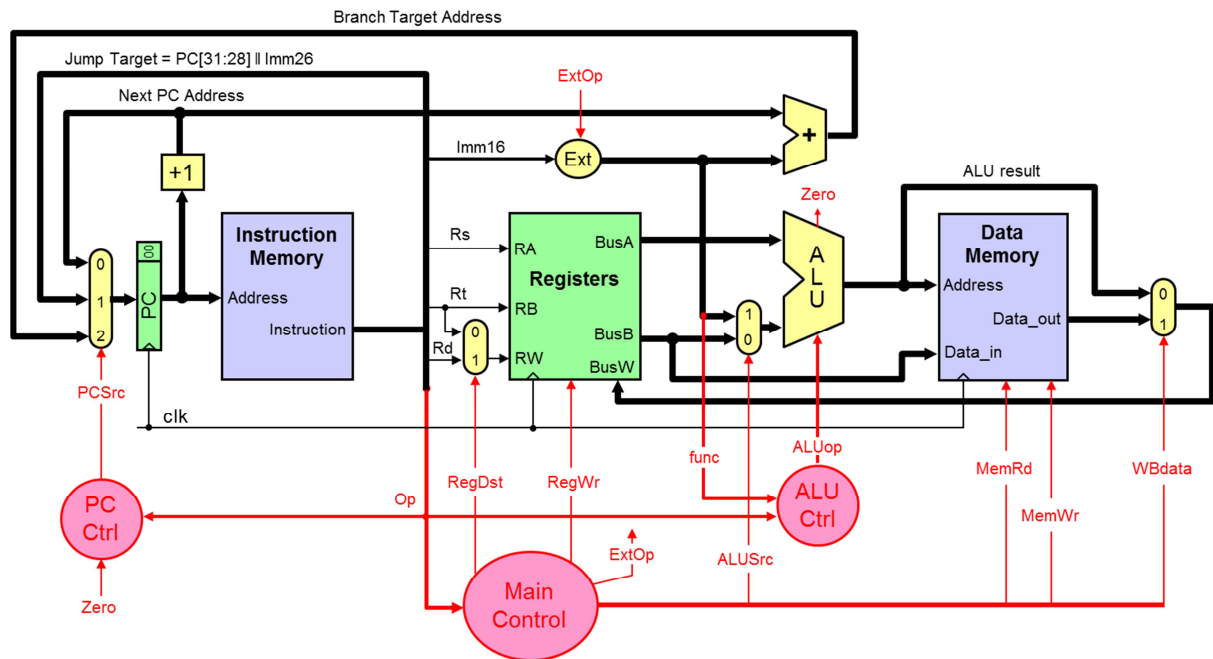 Branch Target Address
Jump Target = PC[31:28] ‖ Imm26
ExtOp
Next PC Address
+
Imm16
Ext
+1
ALU result
Zero
00
Instruction
Memory
Data
Memory
Rs
RA
BusA
A
L
U
0
1
2
PC
Address
Registers
Address
0
1
Instruction
Rt
RB
1
0
Data_out
BusB
0
1
Rd
RW
BusW
Data_in
PCSrc
clk
func
ALUop
RegDst
RegWr
MemRd
WBdata
PC
Ctrl
Op
ALU
Ctrl
MemWr
ExtOp
ALUSrc
Zero
Main
Control